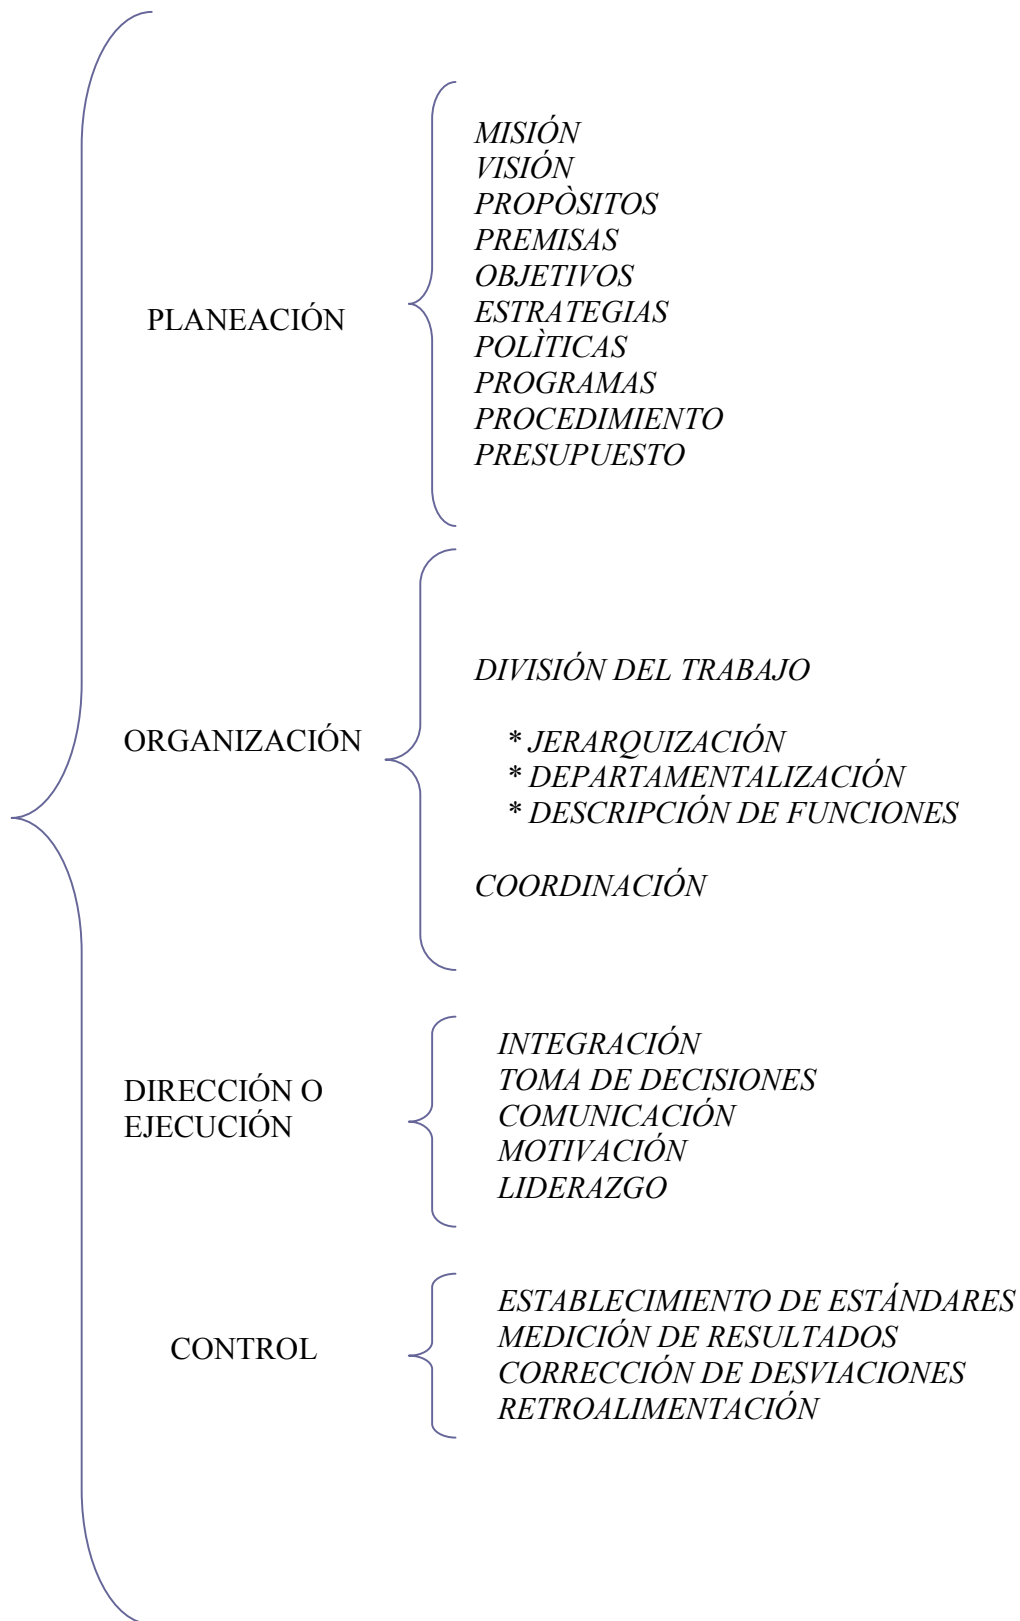 PLANEACIÓN
MISIÓN
VISIÓN
PROPÒSITOS
PREMISAS
OBJETIVOS
ESTRATEGIAS
POLÌTICAS
PROGRAMAS
PROCEDIMIENTO
PRESUPUESTO
ORGANIZACIÓN
DIVISIÓN DEL TRABAJO
* JERARQUIZACIÓN
* DEPARTAMENTALIZACIÓN
* DESCRIPCIÓN DE FUNCIONES
COORDINACIÓN
DIRECCIÓN O
EJECUCIÓN
INTEGRACIÓN
TOMA DE DECISIONES
COMUNICACIÓN
MOTIVACIÓN
LIDERAZGO
CONTROL
ESTABLECIMIENTO DE ESTÁNDARES
MEDICIÓN DE RESULTADOS
CORRECCIÓN DE DESVIACIONES
RETROALIMENTACIÓN